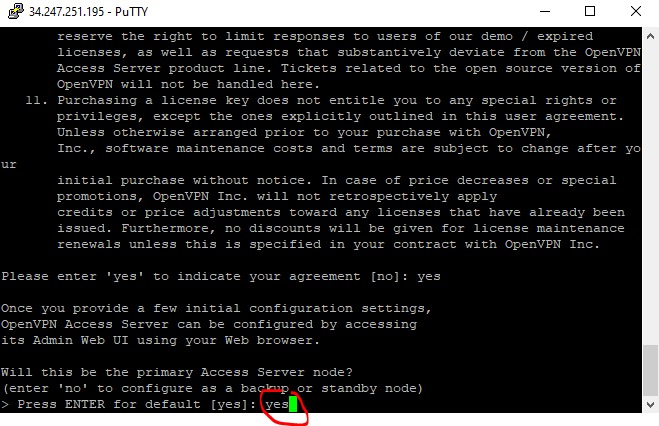 34.247.251.195 - PuTTY
reserve the right to limit responses to users of our demo / expired
licenses, as well as requests that substantively deviate from the OpenVPN
Access Server product line. Tickets related to the open source version of
OpenVPN will not be handled here.
11. Purchasing a license key does not entitle you to any special rights or
privileges, except the ones explicitly outlined in this user agreement.
Unless otherwise arranged prior to your purchase with OpenVPN,
Inc., software maintenance costs and terms are subject to change after yo
ur
initial purchase without notice. In case of price decreases or special
promotions, OpenVPN Inc. will not retrospectively apply
credits or price adjustments toward any licenses that have already been
issued. Furthermore, no discounts will be given for license maintenance
renewals unless this is specified in your contract with OpenVPN Inc.
Please enter 'yes' to indicate your agreement [no]: yes
Once you provide a few initial configuration settings,
OpenVPN Access Server can be configured by accessing
its Admin Web UI using your Web browser.
Will this be the primary Access Server node?
(enter 'no' to configure as a backup or standby node)
> Press ENTER for default [yes]: yes